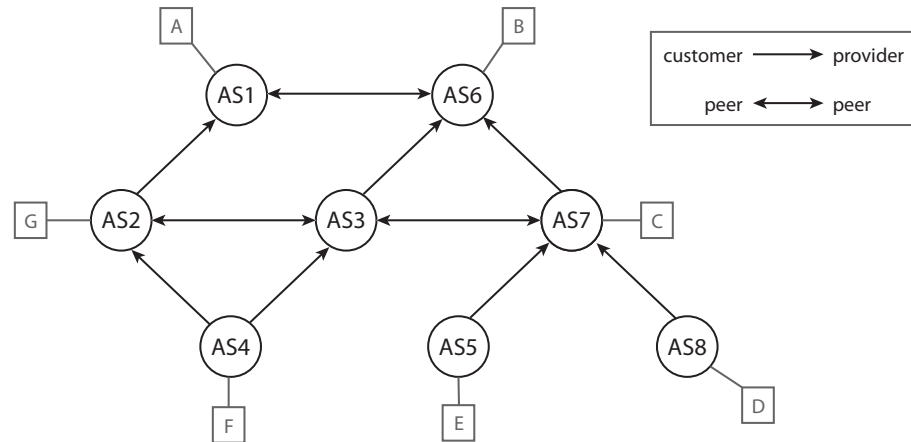 A
B
customer provider
peer peer
AS1
AS6
G
AS2
AS3
AS7
C
AS4
AS5
AS8
F
E
D